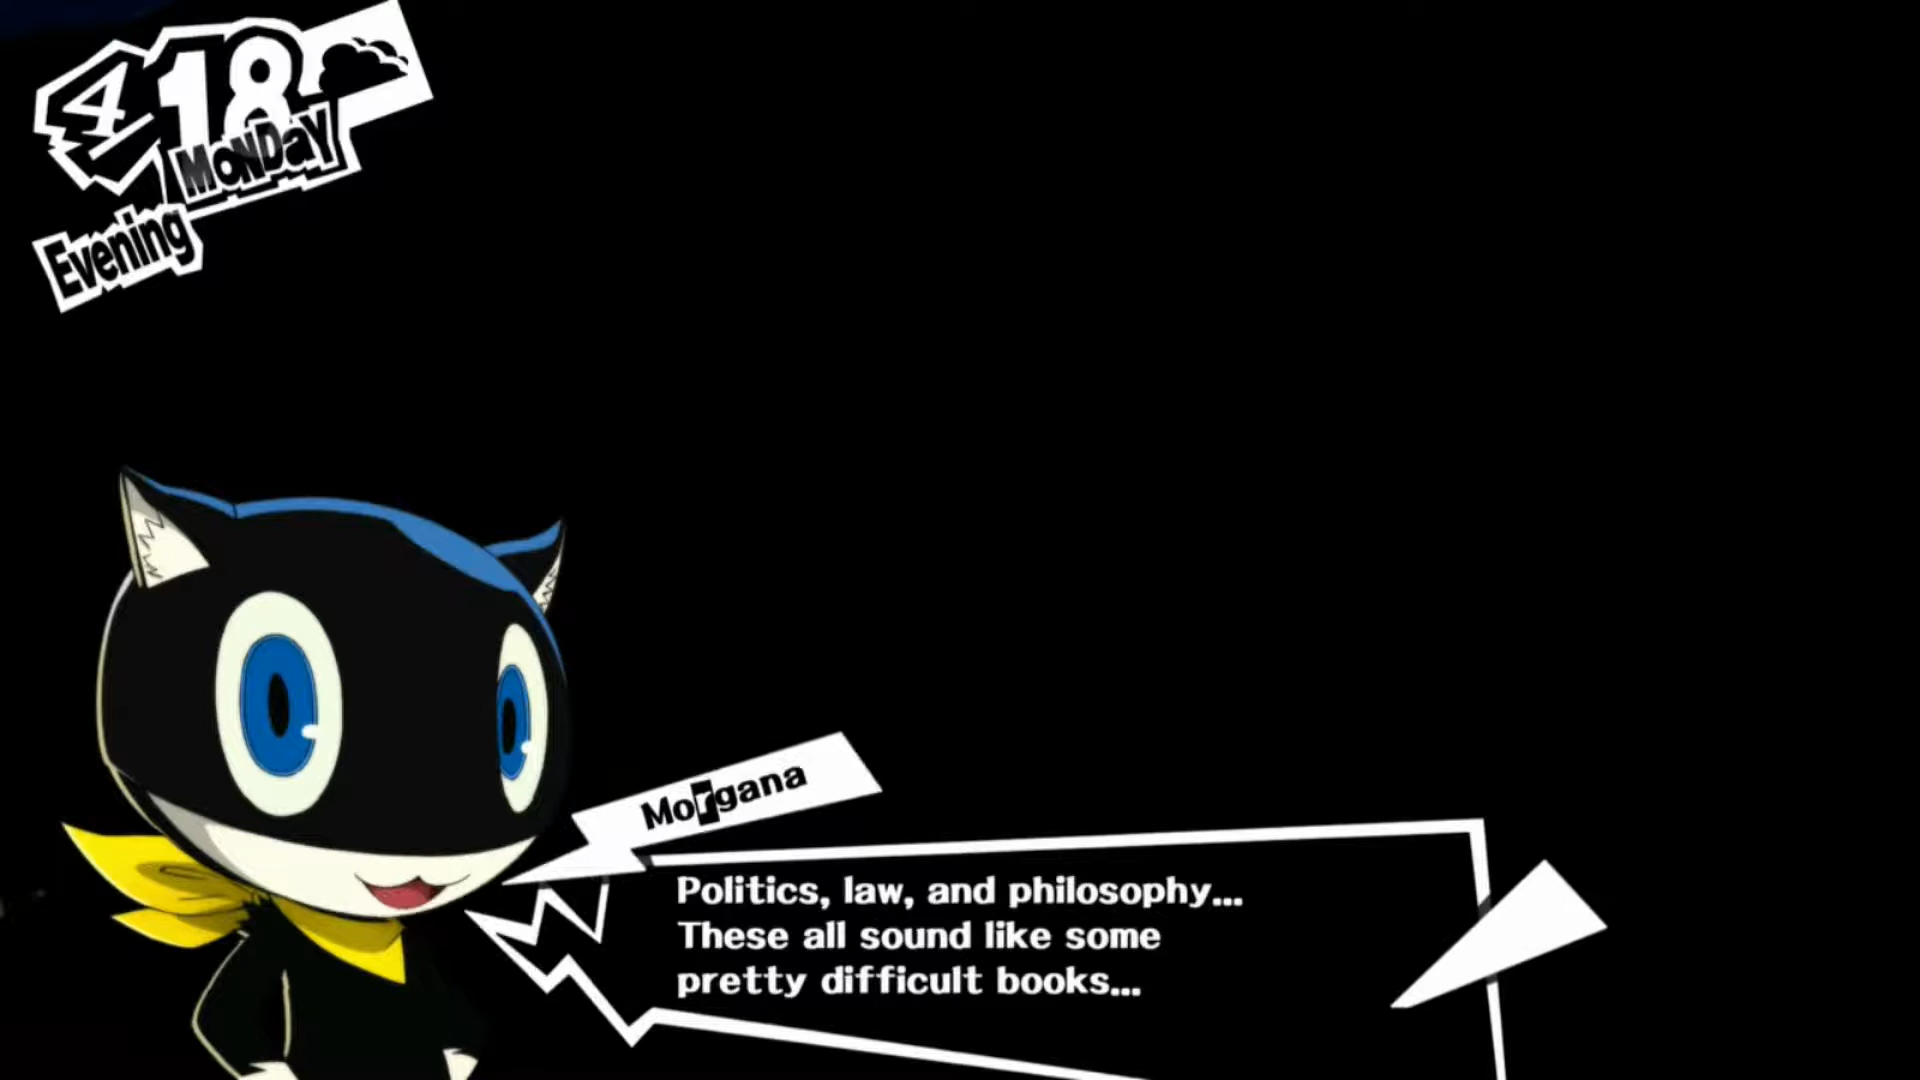 4 18
MonDaY
Evening
Morgana
Politics, law, and philosophy...
These all sound like some
pretty difficult books...